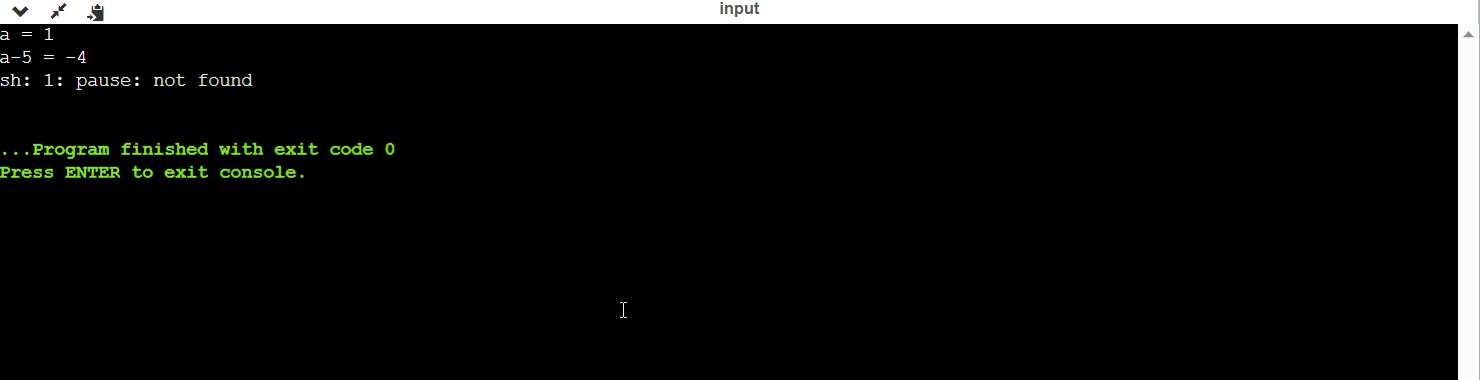 input
a = 1
a-5 = -4
sh: 1: pause: not found
...Program finished with exit code 0
Press ENTER to exit console.